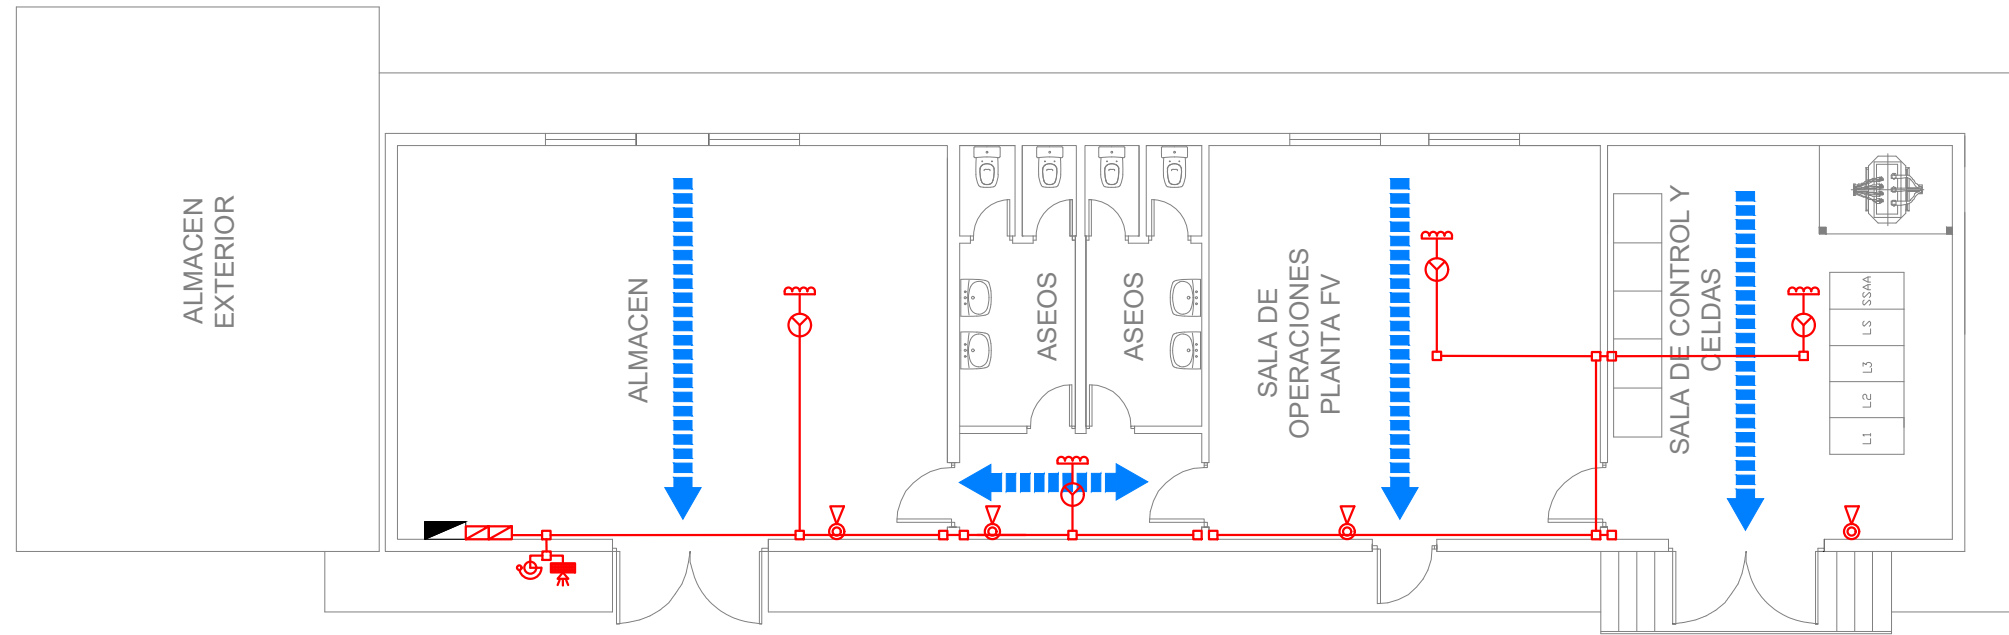 ALMACEN
EXTERIOR
ALMACEN
ASEOS
ASEOS
SALA DE
OPERACIONES
PLANTA FV
SALA DE CONTROL Y
CELDAS
SSAA
LS
L3
L2
L1